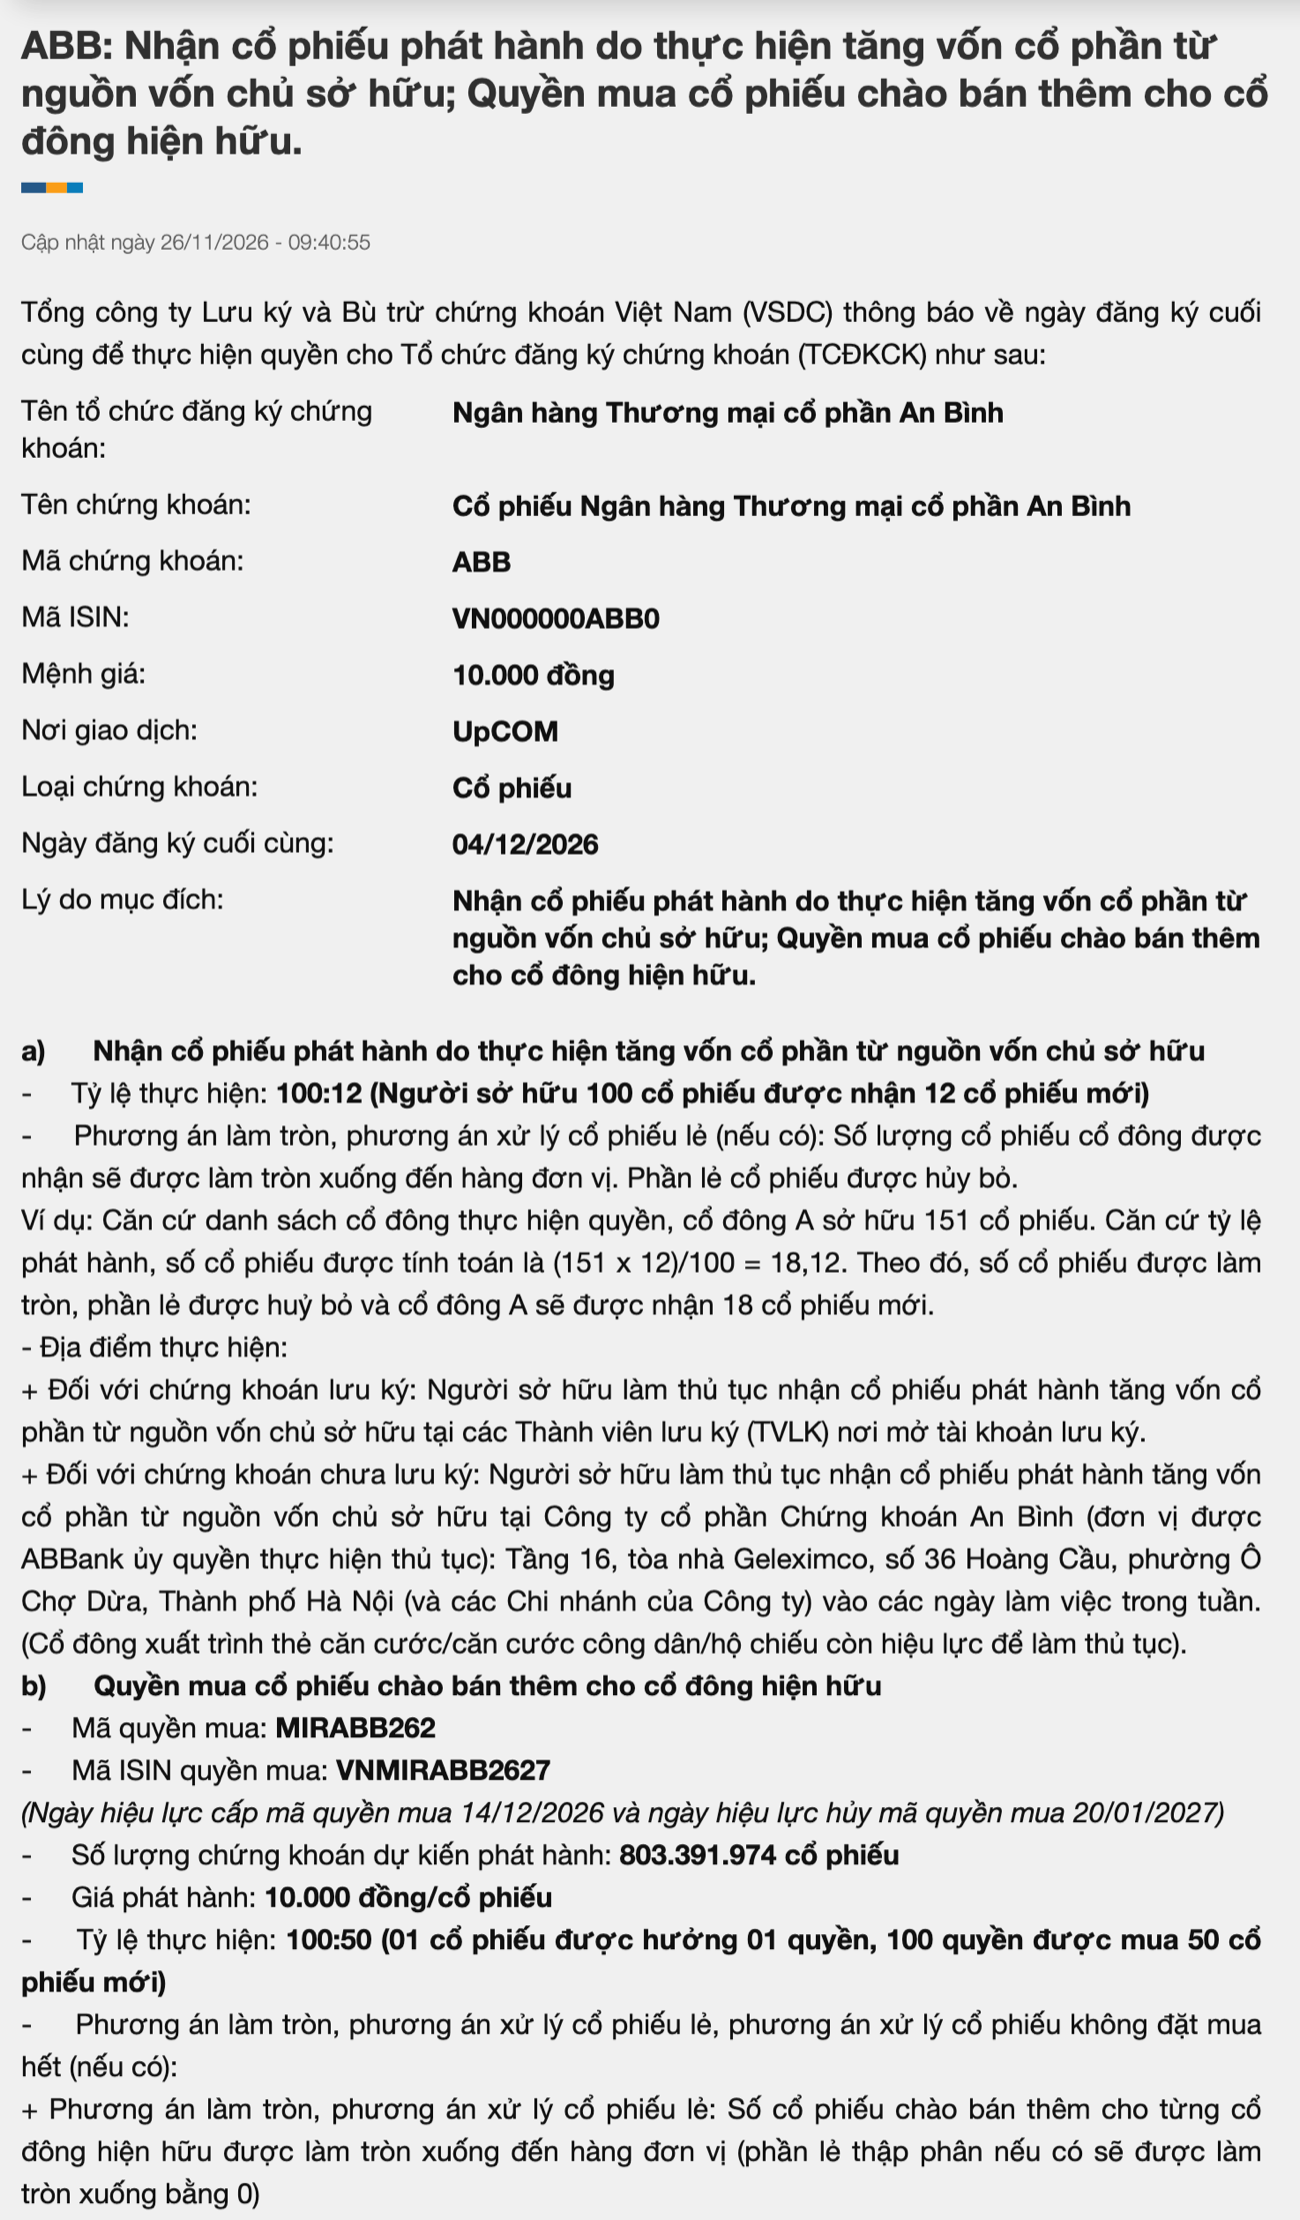 ABB: Nhận cổ phiếu phát hành do thực hiện tăng vốn cổ phần từ
nguồn vốn chủ sở hữu; Quyền mua cổ phiếu chào bán thêm cho cổ
đông hiện hữu.
Cập nhật ngày 26/11/2026 - 09:40:55
Tổng công ty Lưu ký và Bù trừ chứng khoán Việt Nam (VSDC) thông báo về ngày đăng ký cuối
cùng để thực hiện quyền cho Tổ chức đăng ký chứng khoán (TCĐKCK) như sau:
Tên tổ chức đăng ký chứng khoán: Ngân hàng Thương mại cổ phần An Bình
Tên chứng khoán: Cổ phiếu Ngân hàng Thương mại cổ phần An Bình
Mã chứng khoán: ABB
Mã ISIN: VN000000ABB0
Mệnh giá: 10.000 đồng
Nơi giao dịch: UpCOM
Loại chứng khoán: Cổ phiếu
Ngày đăng ký cuối cùng: 04/12/2026
Lý do mục đích: Nhận cổ phiếu phát hành do thực hiện tăng vốn cổ phần từ
nguồn vốn chủ sở hữu; Quyền mua cổ phiếu chào bán thêm
cho cổ đông hiện hữu.
a) Nhận cổ phiếu phát hành do thực hiện tăng vốn cổ phần từ nguồn vốn chủ sở hữu
- Tỷ lệ thực hiện: 100:12 (Người sở hữu 100 cổ phiếu được nhận 12 cổ phiếu mới)
- Phương án làm tròn, phương án xử lý cổ phiếu lẻ (nếu có): Số lượng cổ phiếu cổ đông được
nhận sẽ được làm tròn xuống đến hàng đơn vị. Phần lẻ cổ phiếu được hủy bỏ.
Ví dụ: Căn cứ danh sách cổ đông thực hiện quyền, cổ đông A sở hữu 151 cổ phiếu. Căn cứ tỷ lệ
phát hành, số cổ phiếu được tính toán là (151 x 12)/100 = 18,12. Theo đó, số cổ phiếu được làm
tròn, phần lẻ được huỷ bỏ và cổ đông A sẽ được nhận 18 cổ phiếu mới.
- Địa điểm thực hiện:
+ Đối với chứng khoán lưu ký: Người sở hữu làm thủ tục nhận cổ phiếu phát hành tăng vốn cổ
phần từ nguồn vốn chủ sở hữu tại các Thành viên lưu ký (TVLK) nơi mở tài khoản lưu ký.
+ Đối với chứng khoán chưa lưu ký: Người sở hữu làm thủ tục nhận cổ phiếu phát hành tăng vốn
cổ phần từ nguồn vốn chủ sở hữu tại Công ty cổ phần Chứng khoán An Bình (đơn vị được
ABBank ủy quyền thực hiện thủ tục): Tầng 16, tòa nhà Geleximco, số 36 Hoàng Cầu, phường Ô
Chợ Dừa, Thành phố Hà Nội (và các Chi nhánh của Công ty) vào các ngày làm việc trong tuần.
(Cổ đông xuất trình thẻ căn cước/căn cước công dân/hộ chiếu còn hiệu lực để làm thủ tục).
b) Quyền mua cổ phiếu chào bán thêm cho cổ đông hiện hữu
- Mã quyền mua: MIRABB262
- Mã ISIN quyền mua: VNMIRABB2627
(Ngày hiệu lực cấp mã quyền mua 14/12/2026 và ngày hiệu lực hủy mã quyền mua 20/01/2027)
- Số lượng chứng khoán dự kiến phát hành: 803.391.974 cổ phiếu
- Giá phát hành: 10.000 đồng/cổ phiếu
- Tỷ lệ thực hiện: 100:50 (01 cổ phiếu được hưởng 01 quyền, 100 quyền được mua 50 cổ
phiếu mới)
- Phương án làm tròn, phương án xử lý cổ phiếu lẻ, phương án xử lý cổ phiếu không đặt mua
hết (nếu có):
+ Phương án làm tròn, phương án xử lý cổ phiếu lẻ: Số cổ phiếu chào bán thêm cho từng cổ
đông hiện hữu được làm tròn xuống đến hàng đơn vị (phần lẻ thập phân nếu có sẽ được làm
tròn xuống bằng 0)